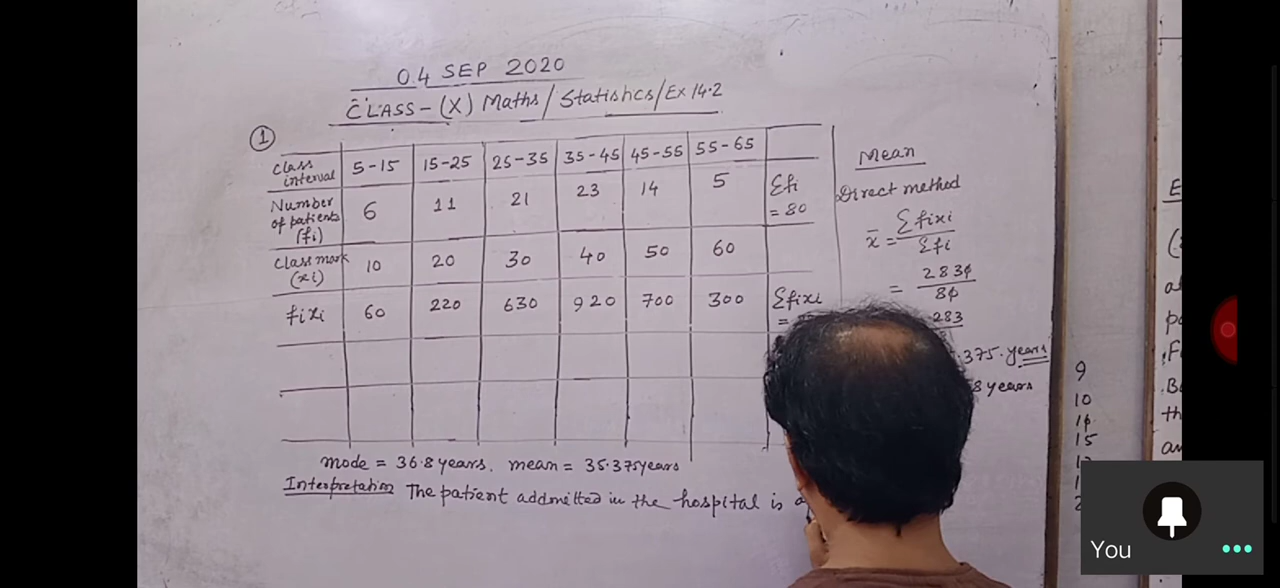 04 SEP 2020
CLASS-(X) Maths/Statistics/Ex 14.2
①
Class interval 5-15 15-25 25-35 35-45 45-55 55-65
Number of patients (fi) 6 11 21 23 14 5 Σfi = 80
Class mark (xi) 10 20 30 40 50 60
fixi 60 220 630 920 700 300 Σfixi
Mean
Direct method
x̄ = Σfixi / Σfi
= 2830 / 80
283
.375 years
8 years
mode = 36.8 years. mean = 35.375years
Interpretation The patient addmitted in the hospital is
9
10
15
You